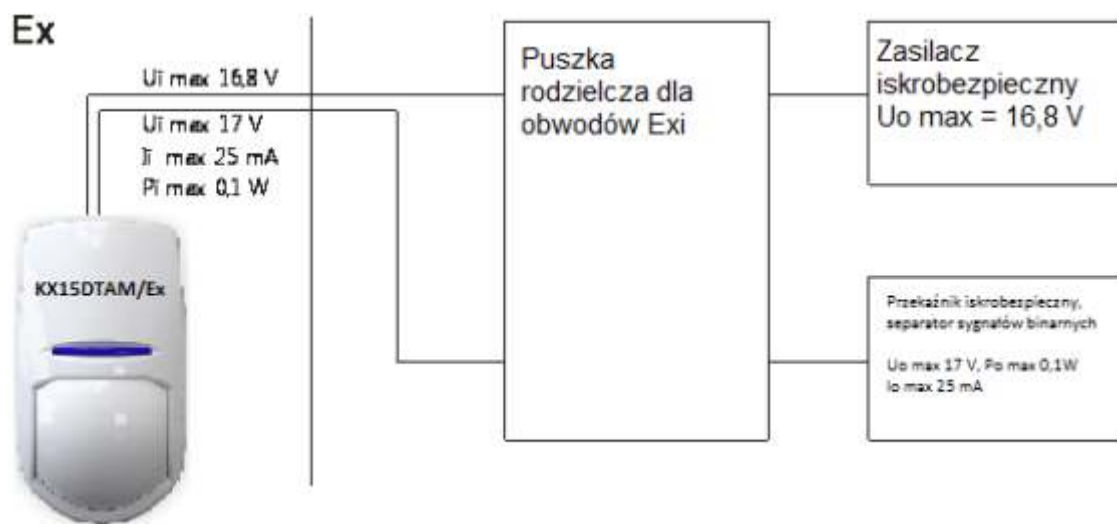 Ex
Ui max 16,8 V
Ui max 17 V
Ii max 25 mA
Pi max 0,1 W
KX15DTAM/Ex
Puszka
rodzielcza dla
obwodów Exi
Zasilacz
iskrobezpieczny
Uo max = 16,8 V
Przekaźnik iskrobezpieczny,
separator sygnałów binarnych
Uo max 17 V, Po max 0,1W
Io max 25 mA